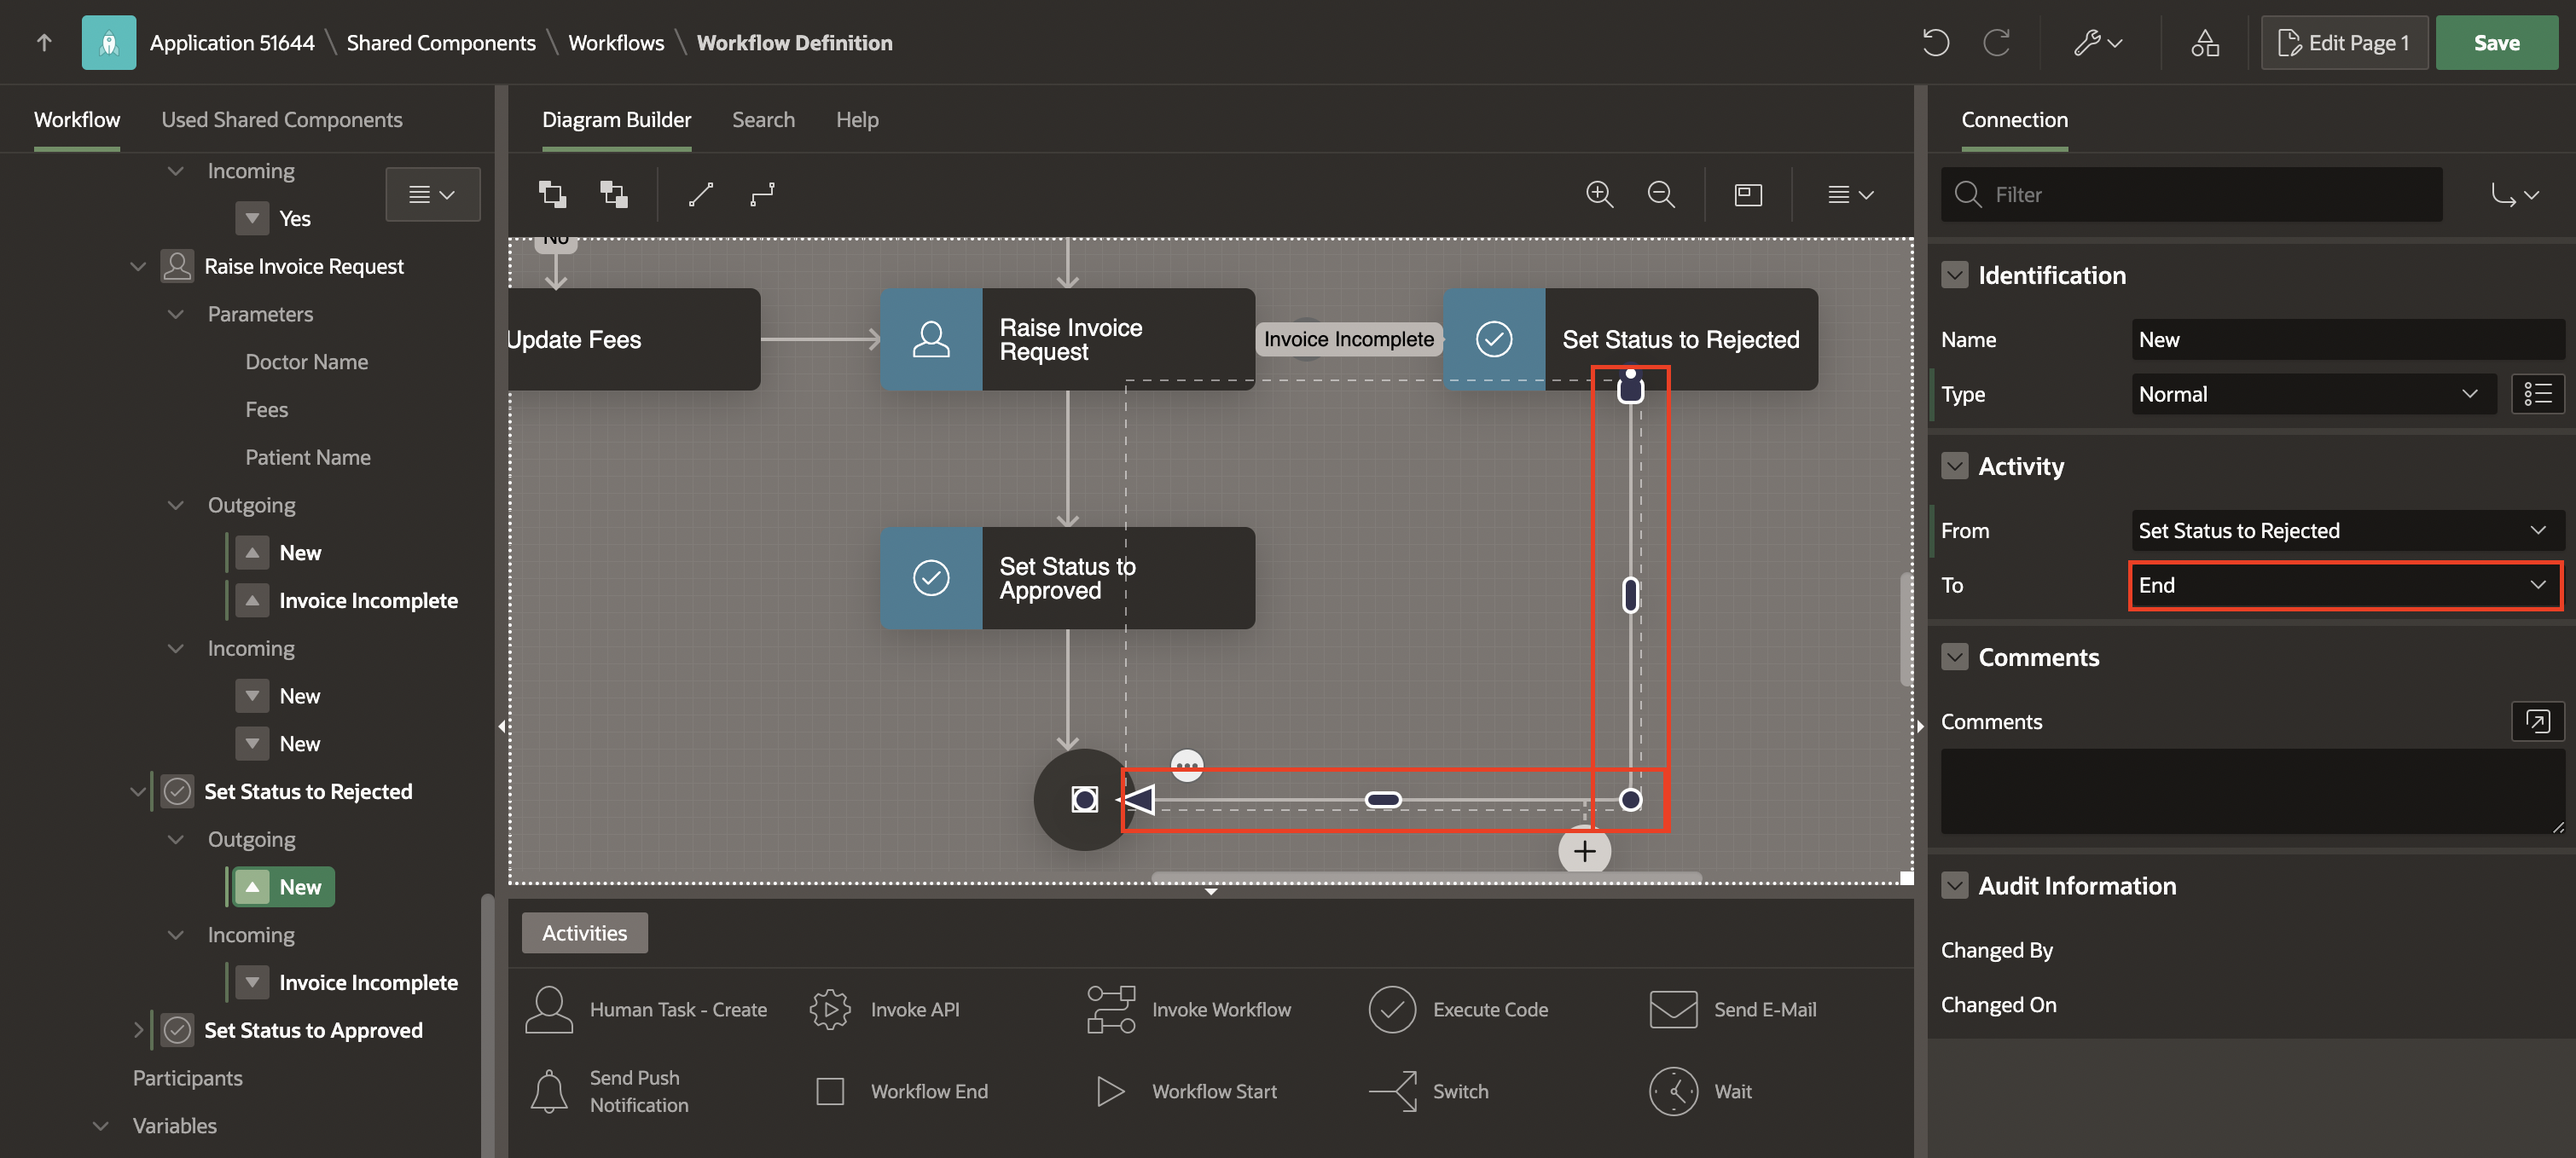 Application 51644 \ Shared Components \ Workflows \ Workflow Definition
Edit Page 1
Save
Workflow
Used Shared Components
Incoming
Yes
Raise Invoice Request
Parameters
Doctor Name
Fees
Patient Name
Outgoing
New
Invoice Incomplete
Incoming
New
New
Set Status to Rejected
Outgoing
New
Incoming
Invoice Incomplete
Set Status to Approved
Participants
Variables
Diagram Builder
Search
Help
No
Update Fees
Raise Invoice
Request
Invoice Incomplete
Set Status to Rejected
Set Status to
Approved
Activities
Human Task - Create
Invoke API
Invoke Workflow
Execute Code
Send E-Mail
Send Push
Notification
Workflow End
Workflow Start
Switch
Wait
Connection
Filter
Identification
Name
New
Type
Normal
Activity
From
Set Status to Rejected
To
End
Comments
Comments
Audit Information
Changed By
Changed On